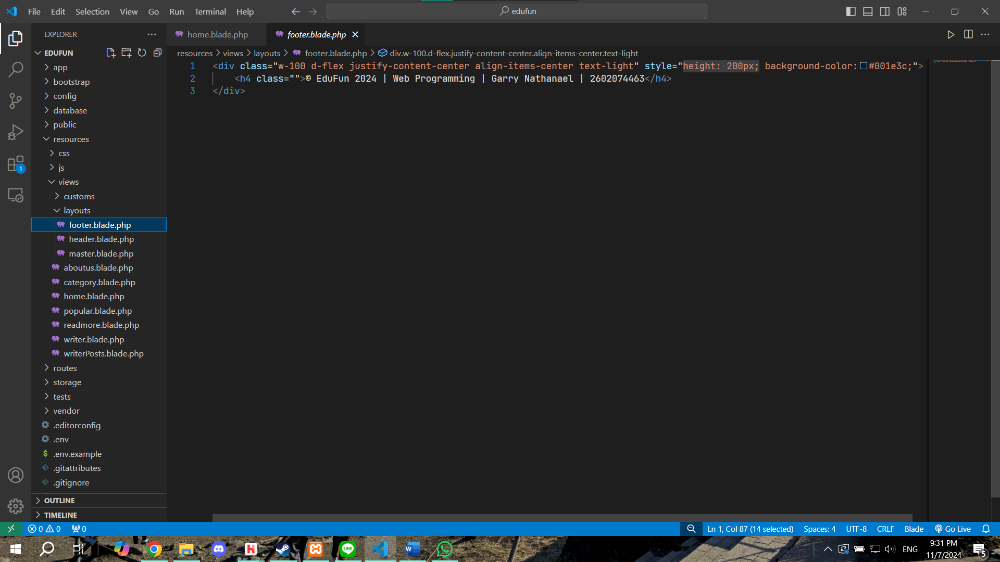 File Edit Selection View Go Run Terminal Help
edufun
EXPLORER
home.blade.php
footer.blade.php
EDUFUN
resources > views > layouts > footer.blade.php > div.w-100.d-flex.justify-content-center.align-items-center.text-light
1 <div class="w-100 d-flex justify-content-center align-items-center text-light" style="height: 200px; background-color: #001e3c;">
2 <h4 class="">© EduFun 2024 | Web Programming | Garry Nathanael | 2602074463</h4>
3 </div>
app
bootstrap
config
database
public
resources
css
js
views
customs
layouts
footer.blade.php
header.blade.php
master.blade.php
aboutus.blade.php
category.blade.php
home.blade.php
popular.blade.php
readmore.blade.php
writer.blade.php
writerPosts.blade.php
routes
storage
tests
vendor
.editorconfig
.env
$ .env.example
.gitattributes
.gitignore
1
OUTLINE
TIMELINE
0 0 0
Ln 1, Col 87 (14 selected) Spaces: 4 UTF-8 CRLF Blade Go Live
LINE
ENG
9:31 PM
11/7/2024
5